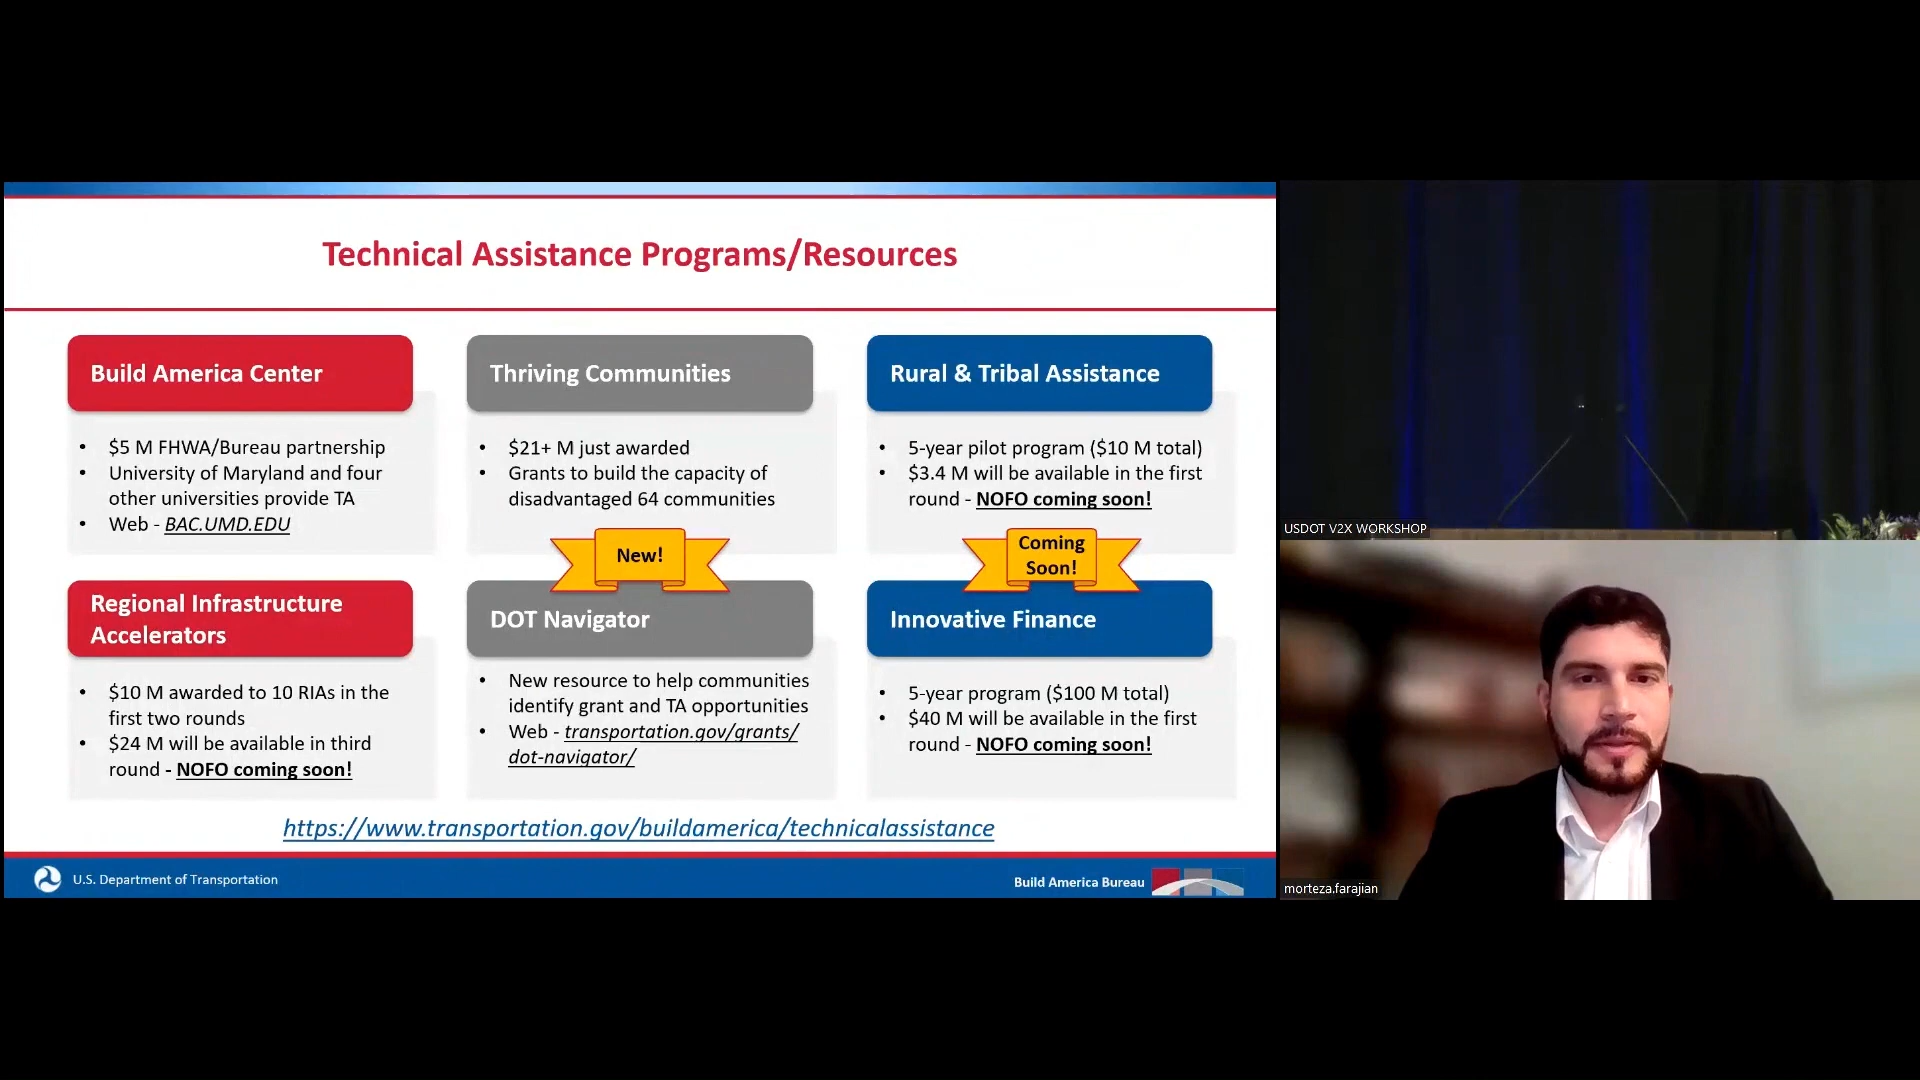 Technical Assistance Programs/Resources
Build America Center
• $5 M FHWA/Bureau partnership
• University of Maryland and four
other universities provide TA
• Web - BAC.UMD.EDU
Thriving Communities
• $21+ M just awarded
• Grants to build the capacity of
disadvantaged 64 communities
Rural & Tribal Assistance
• 5-year pilot program ($10 M total)
• $3.4 M will be available in the first
round - NOFO coming soon!
Regional Infrastructure
Accelerators
• $10 M awarded to 10 RIAs in the
first two rounds
• $24 M will be available in third
round - NOFO coming soon!
New!
DOT Navigator
• New resource to help communities
identify grant and TA opportunities
• Web - transportation.gov/grants/
dot-navigator/
Coming
Soon!
Innovative Finance
• 5-year program ($100 M total)
• $40 M will be available in the first
round - NOFO coming soon!
https://www.transportation.gov/buildamerica/technicalassistance
U.S. Department of Transportation
Build America Bureau
USDOT V2X WORKSHOP
morteza.farajian